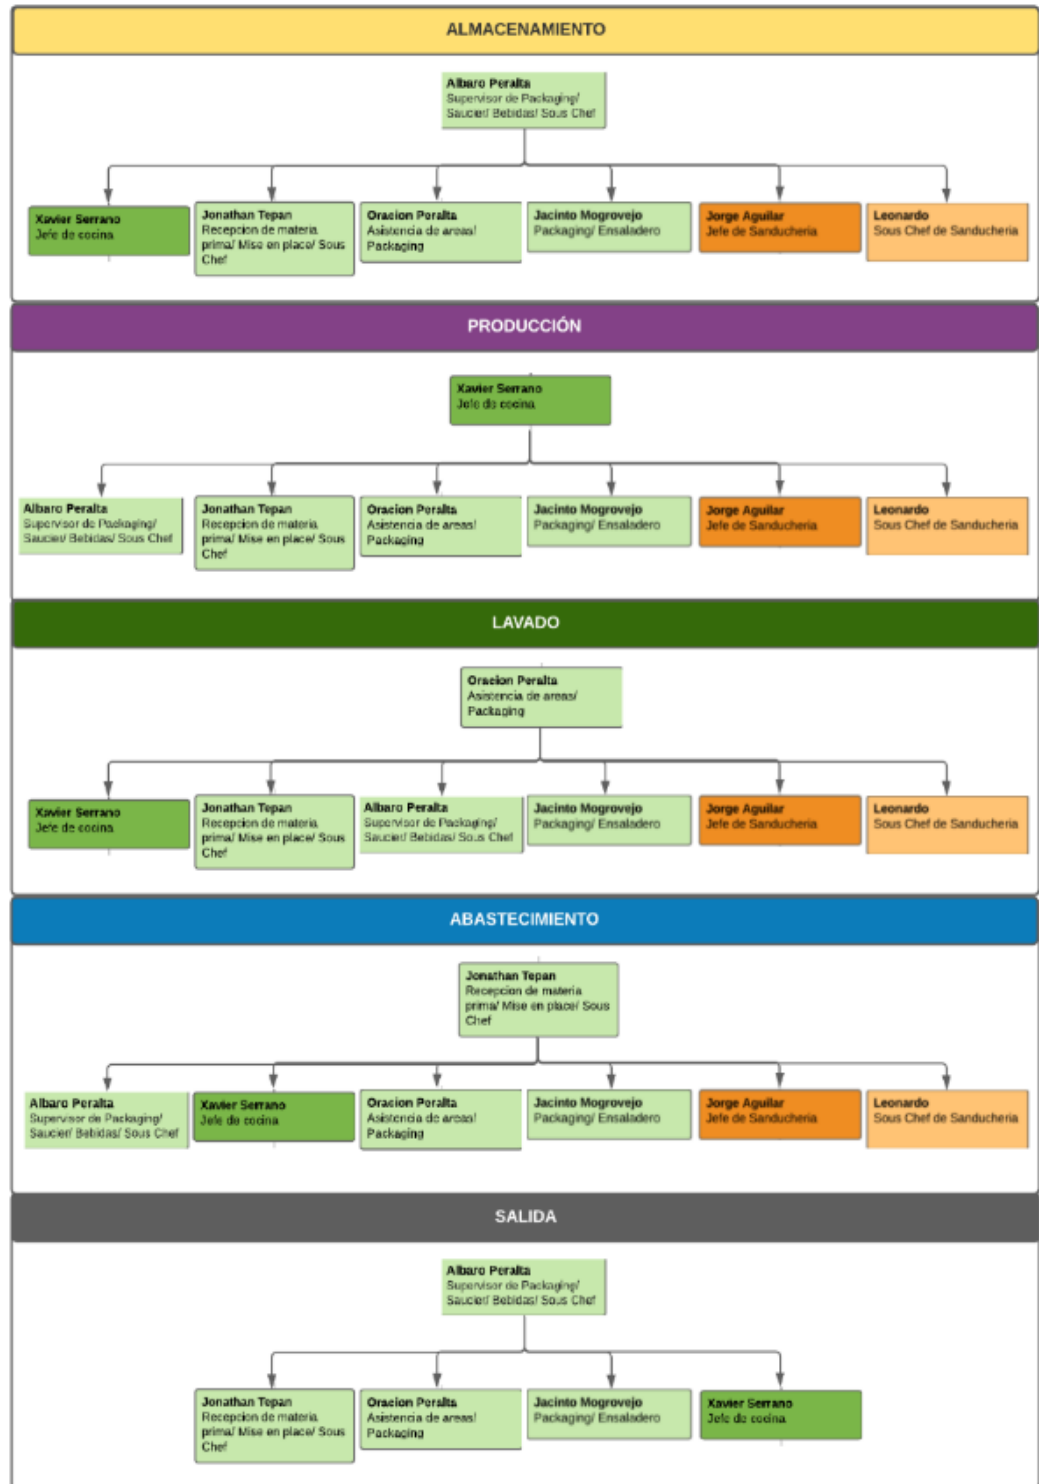 ALMACENAMIENTO
Albaro Peralta
Supervisor de Packaging/
Saucier/ Bebidas/ Sous Chef
Xavier Serrano
Jefe de cocina
Jonathan Tepan
Recepcion de materia
prima/ Mise en place/ Sous
Chef
Oracion Peralta
Asistencia de areas/
Packaging
Jacinto Mogrovejo
Packaging/ Ensaladero
Jorge Aguilar
Jefe de Sanducheria
Leonardo
Sous Chef de Sanducheria
PRODUCCIÓN
Xavier Serrano
Jefe de cocina
Albaro Peralta
Supervisor de Packaging/
Saucier/ Bebidas/ Sous Chef
Jonathan Tepan
Recepcion de materia
prima/ Mise en place/ Sous
Chef
Oracion Peralta
Asistencia de areas/
Packaging
Jacinto Mogrovejo
Packaging/ Ensaladero
Jorge Aguilar
Jefe de Sanducheria
Leonardo
Sous Chef de Sanducheria
LAVADO
Oracion Peralta
Asistencia de areas/
Packaging
Xavier Serrano
Jefe de cocina
Jonathan Tepan
Recepcion de materia
prima/ Mise en place/ Sous
Chef
Albaro Peralta
Supervisor de Packaging/
Saucier/ Bebidas/ Sous Chef
Jacinto Mogrovejo
Packaging/ Ensaladero
Jorge Aguilar
Jefe de Sanducheria
Leonardo
Sous Chef de Sanducheria
ABASTECIMIENTO
Jonathan Tepan
Recepcion de materia
prima/ Mise en place/ Sous
Chef
Albaro Peralta
Supervisor de Packaging/
Saucier/ Bebidas/ Sous Chef
Xavier Serrano
Jefe de cocina
Oracion Peralta
Asistencia de areas/
Packaging
Jacinto Mogrovejo
Packaging/ Ensaladero
Jorge Aguilar
Jefe de Sanducheria
Leonardo
Sous Chef de Sanducheria
SALIDA
Albaro Peralta
Supervisor de Packaging/
Saucier/ Bebidas/ Sous Chef
Jonathan Tepan
Recepcion de materia
prima/ Mise en place/ Sous
Chef
Oracion Peralta
Asistencia de areas/
Packaging
Jacinto Mogrovejo
Packaging/ Ensaladero
Xavier Serrano
Jefe de cocina